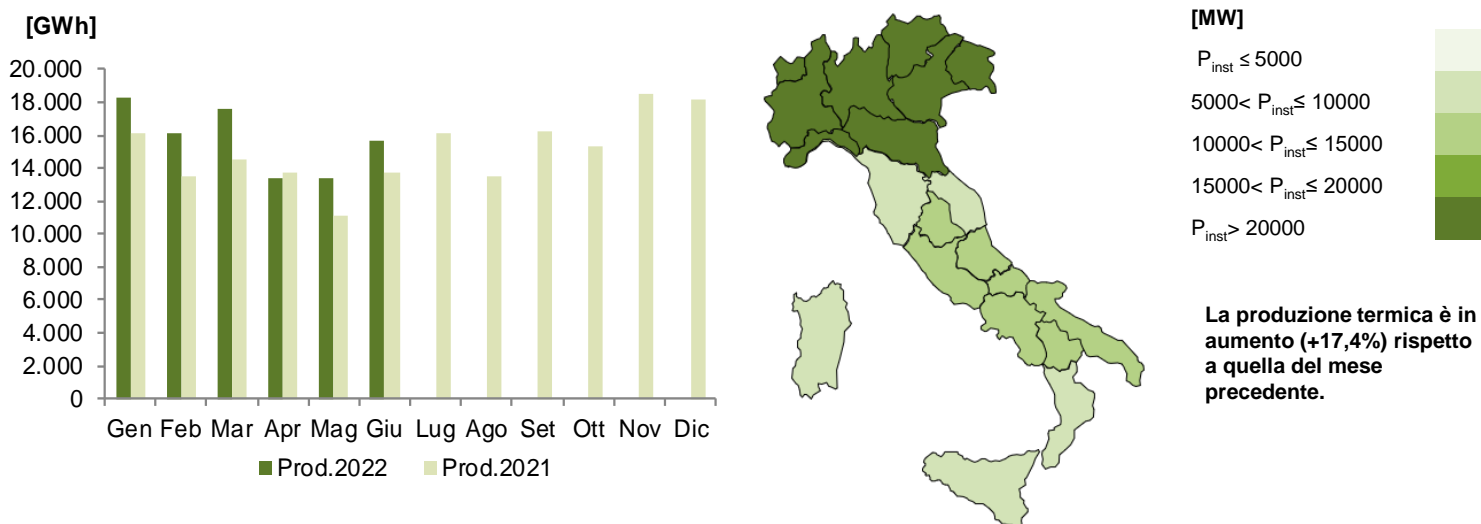 [GWh]
20.000
18.000
16.000
14.000
12.000
10.000
8.000
6.000
4.000
2.000
0
Gen Feb Mar Apr Mag Giu Lug Ago Set Ott Nov Dic
Prod.2022 Prod.2021
[MW]
Pinst ≤ 5000
5000< Pinst≤ 10000
10000< Pinst≤ 15000
15000< Pinst≤ 20000
Pinst> 20000
La produzione termica è in
aumento (+17,4%) rispetto
a quella del mese
precedente.